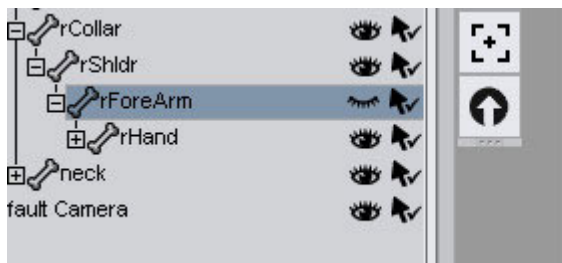 rCollar
rShldr
rForeArm
rHand
neck
fault Camera